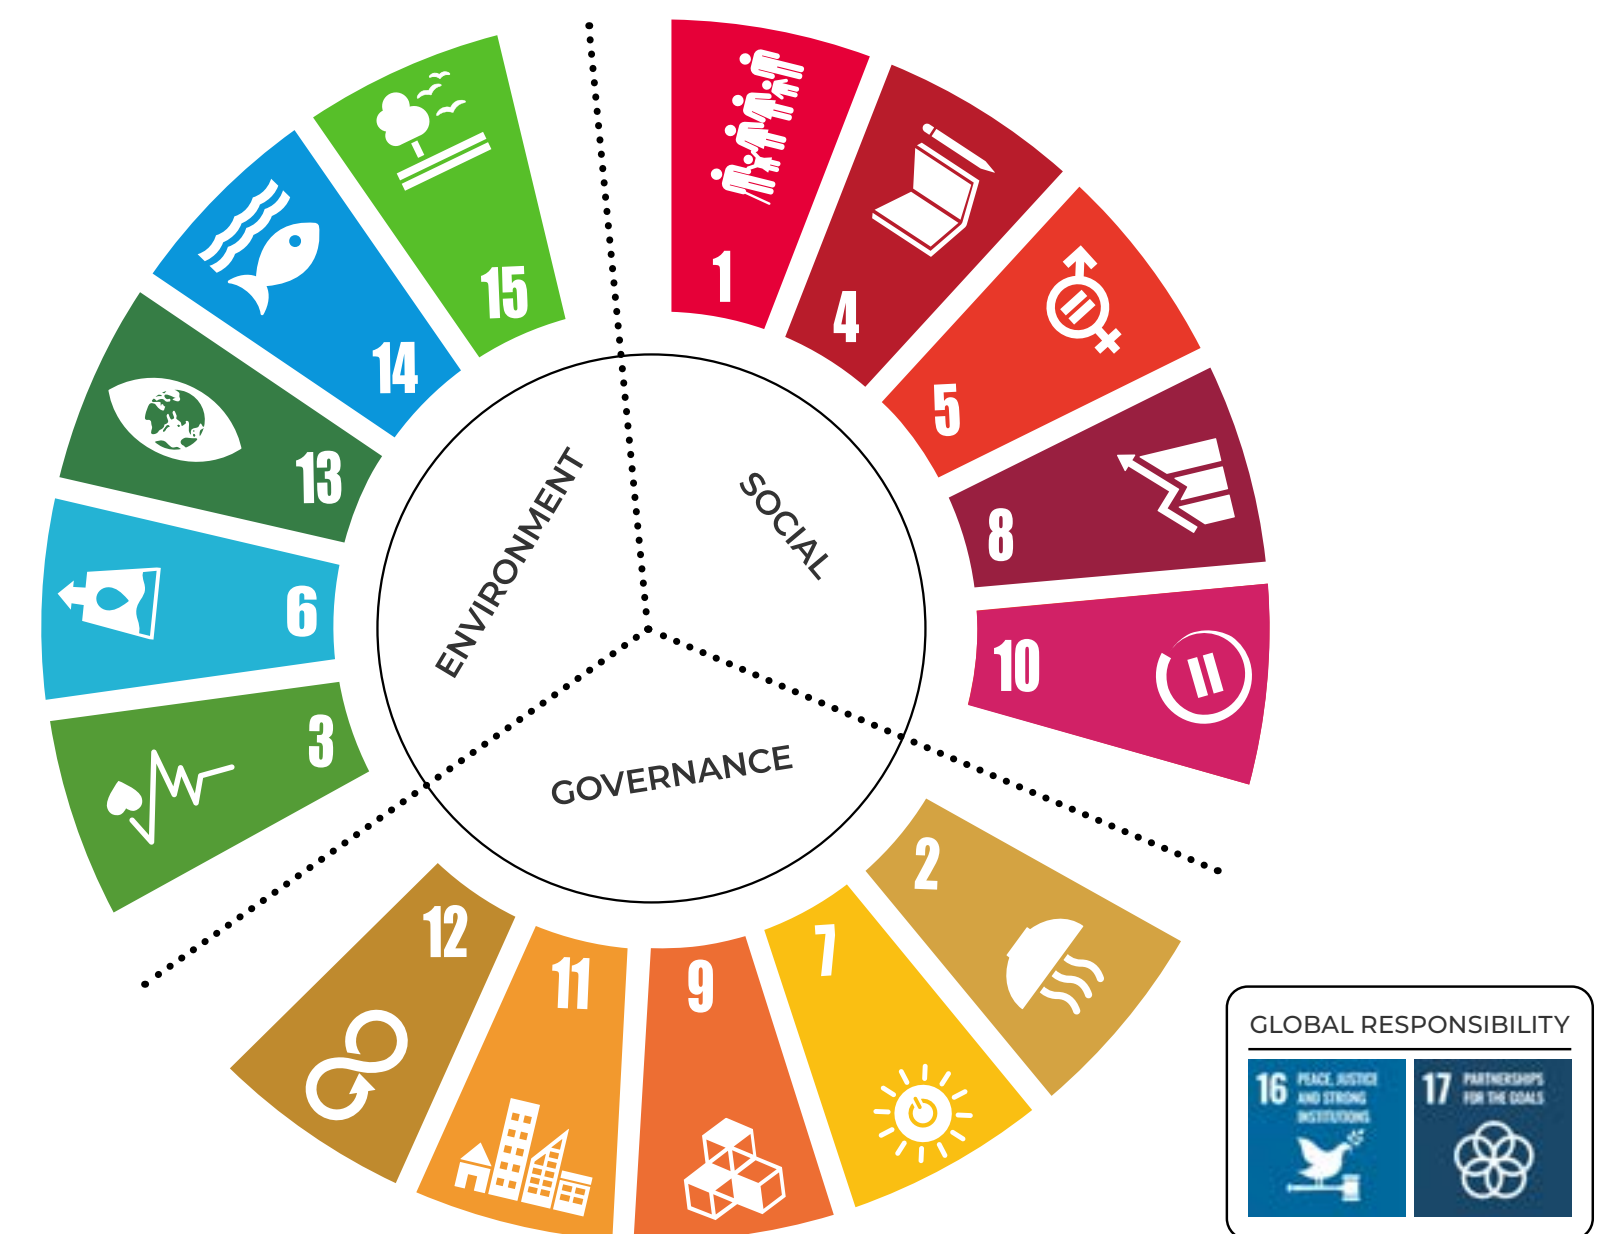 1
4
5
8
10
2
7
9
11
12
3
6
13
14
15
ENVIRONMENT
SOCIAL
GOVERNANCE
GLOBAL RESPONSIBILITY
16 PEACE, JUSTICE
AND STRONG
INSTITUTIONS
17 PARTNERSHIPS
FOR THE GOALS